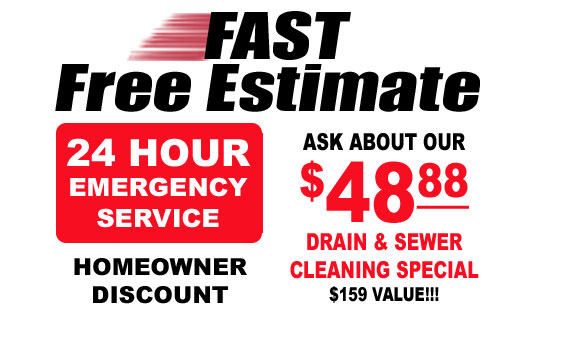 FAST
Free Estimate
24 HOUR
EMERGENCY
SERVICE
HOMEOWNER
DISCOUNT
ASK ABOUT OUR
$48 88
DRAIN & SEWER
CLEANING SPECIAL
$159 VALUE!!!